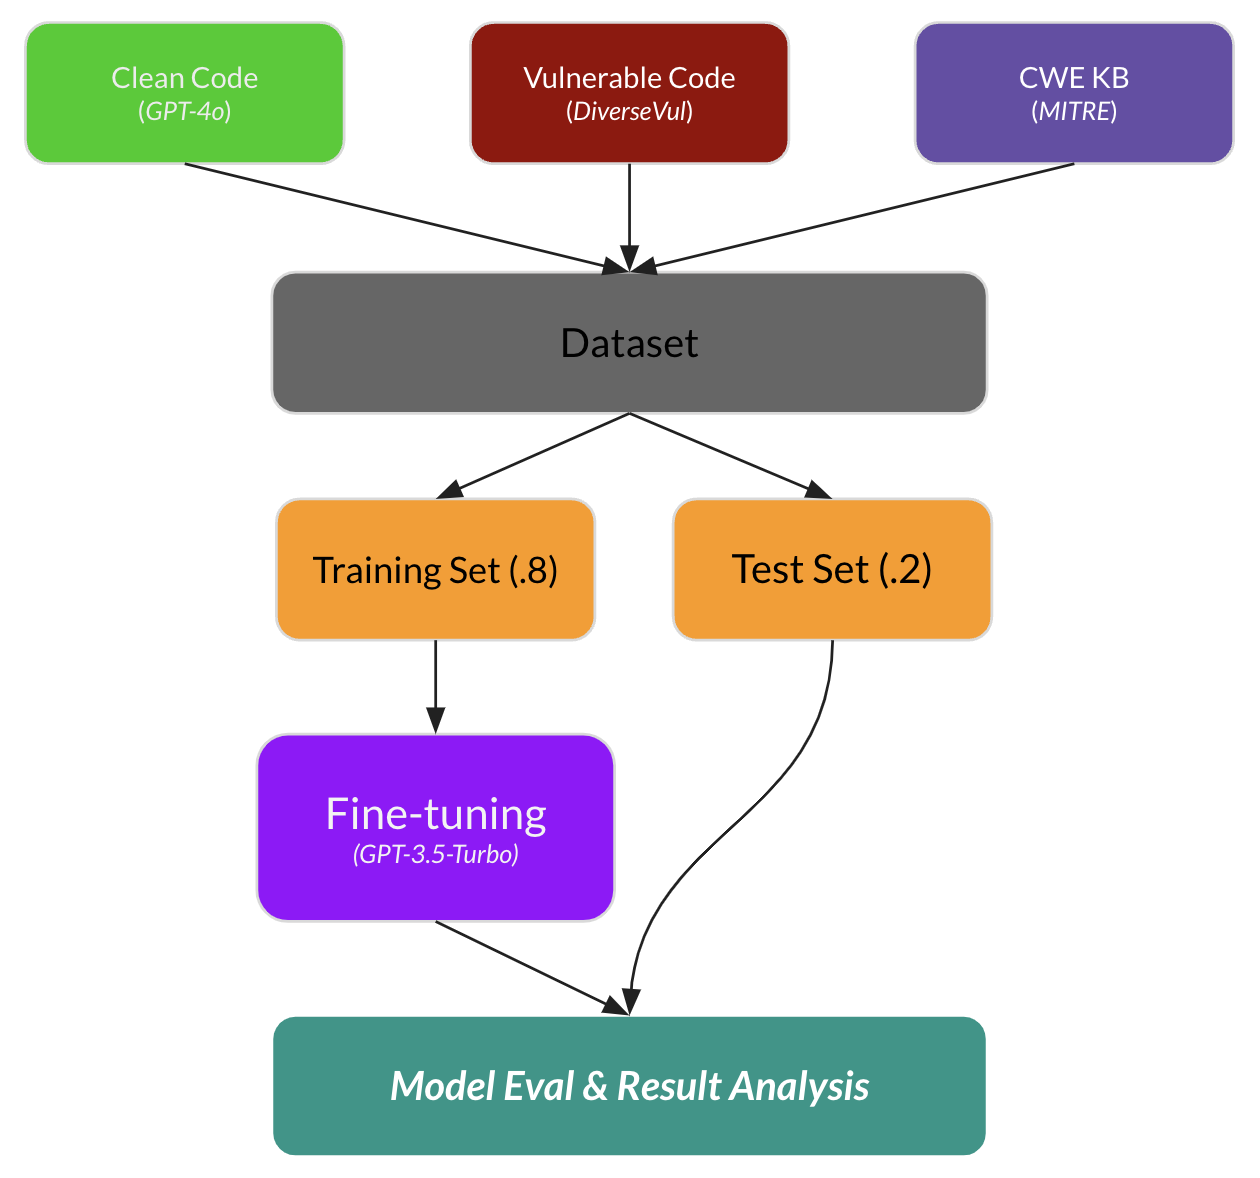 Clean Code
(GPT-4o)
Vulnerable Code
(DiverseVul)
CWE KB
(MITRE)
Dataset
Training Set (.8)
Test Set (.2)
Fine-tuning
(GPT-3.5-Turbo)
Model Eval & Result Analysis